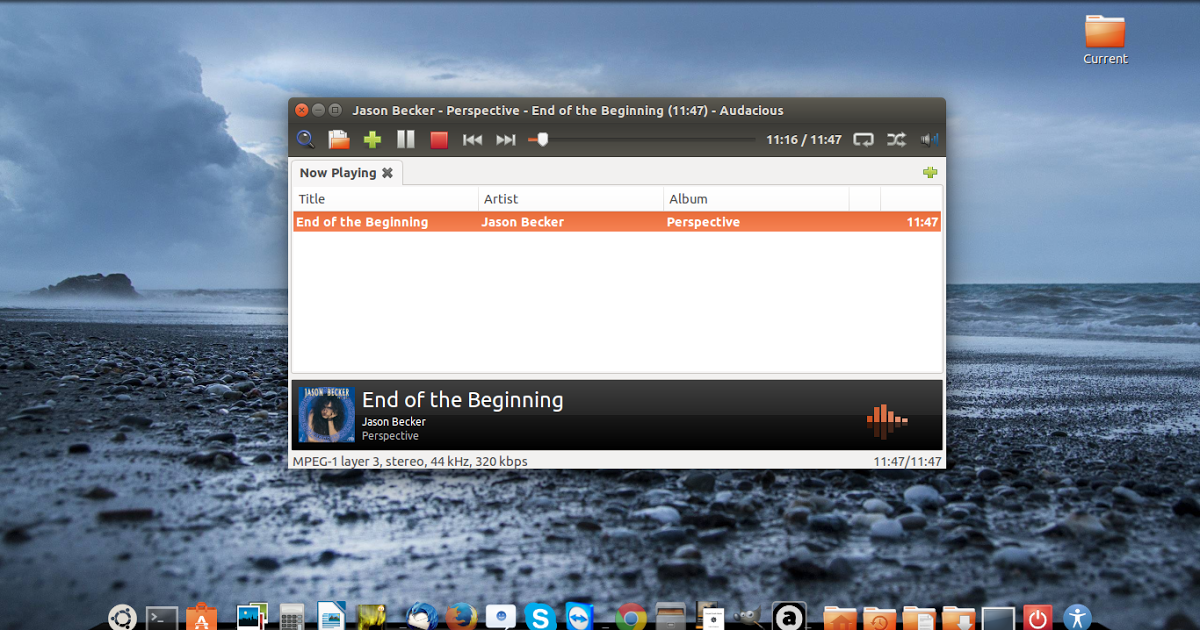 Current
Jason Becker - Perspective - End of the Beginning (11:47) - Audacious
11:16 / 11:47
Now Playing
Title Artist Album
End of the Beginning Jason Becker Perspective 11:47
JASON BECKER
End of the Beginning
Jason Becker
Perspective
MPEG-1 layer 3, stereo, 44 kHz, 320 kbps 11:47/11:47